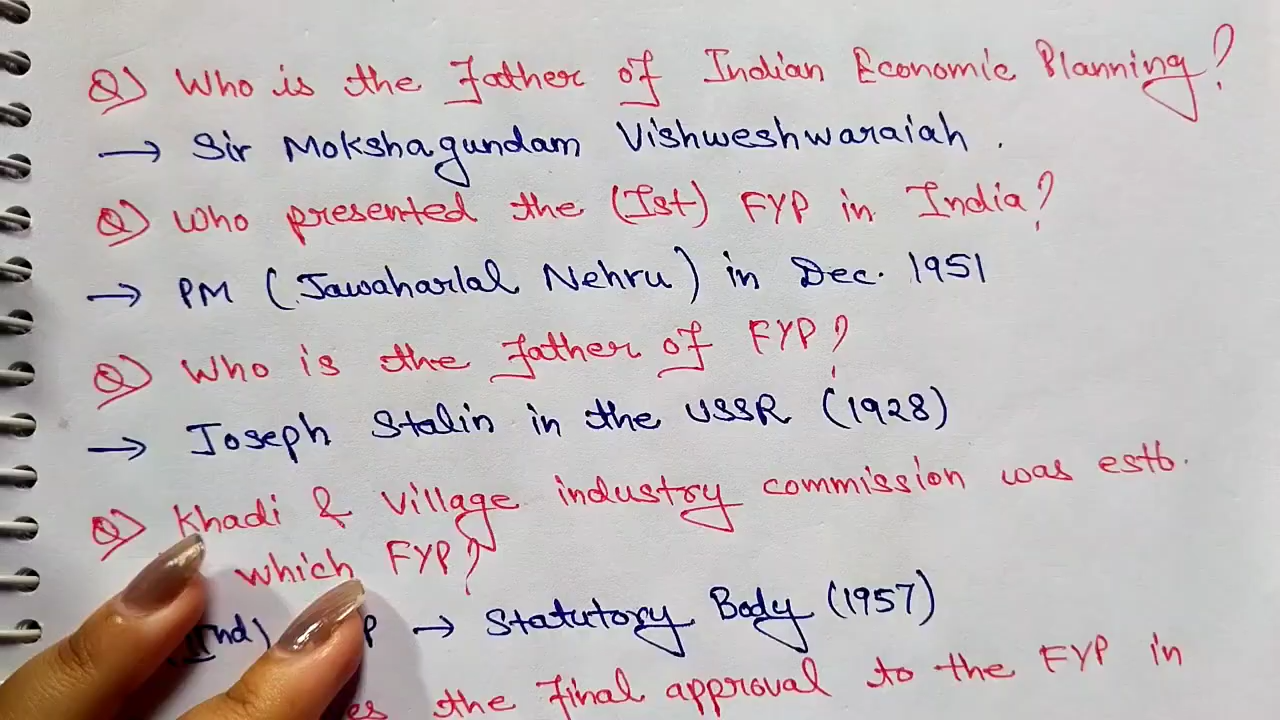 Q) Who is the Father of Indian Economic Planning?
→ Sir Mokshagundam Vishweshwaraiah.
Q) Who presented the (Ist) FYP in India?
→ PM (Jawaharlal Nehru) in Dec. 1951
Q) Who is the Father of FYP?
→ Joseph Stalin in the USSR (1928)
Q) Khadi & Village industry commission was estb.
which FYP?
(IInd) → Statutory Body (1957)
the final approval to the FYP in